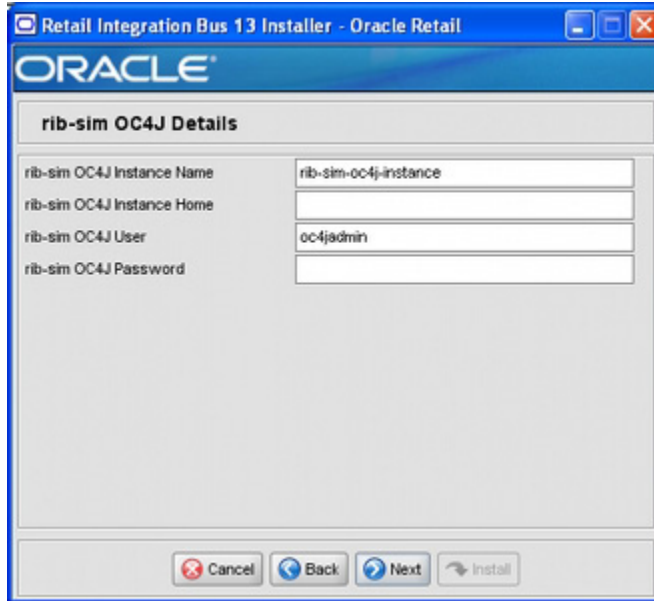 Retail Integration Bus 13 Installer - Oracle Retail
ORACLE
rib-sim OC4J Details
rib-sim OC4J Instance Name rib-sim-oc4j-instance
rib-sim OC4J Instance Home
rib-sim OC4J User oc4jadmin
rib-sim OC4J Password
Cancel Back Next Install